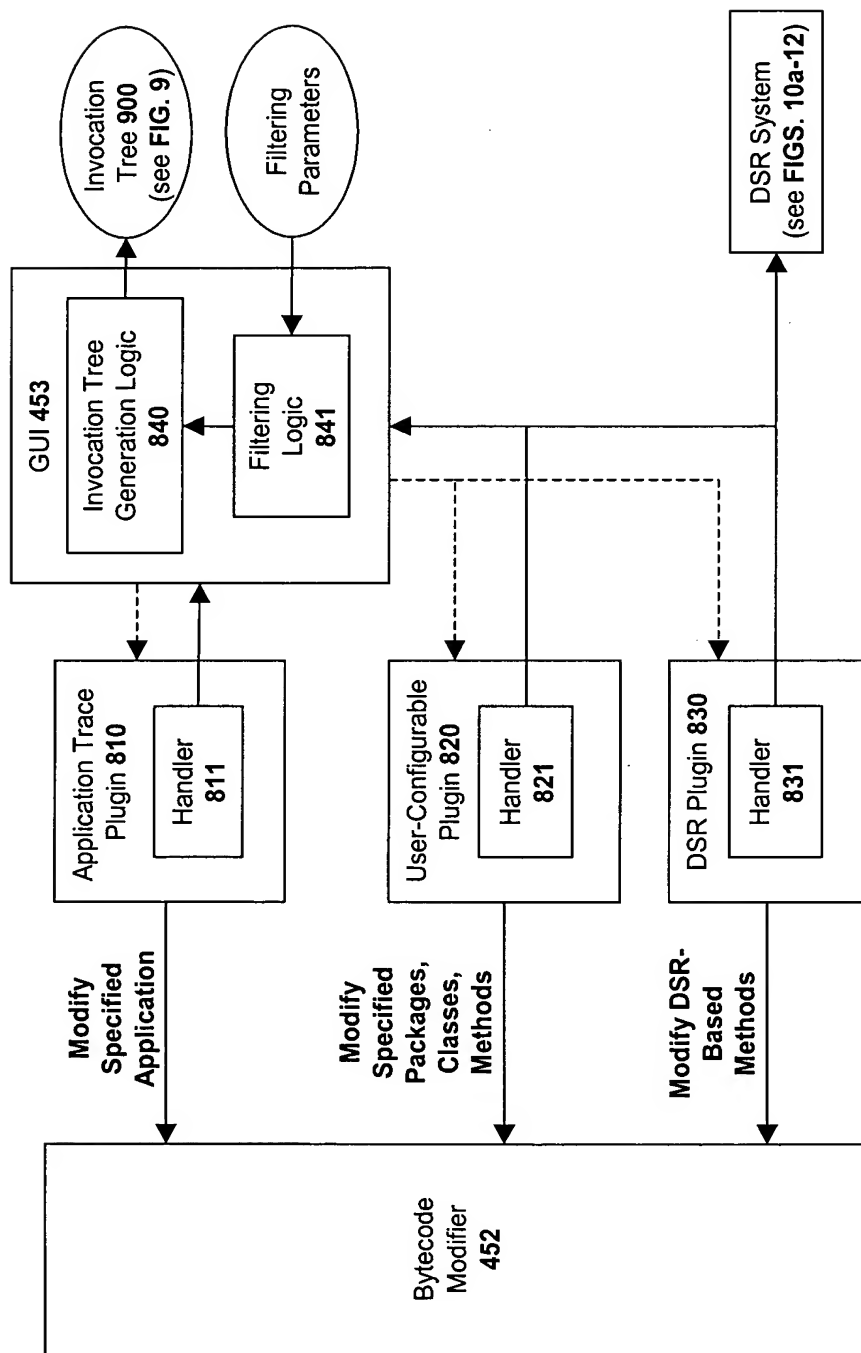 Bytecode
Modifier
452
Modify
Specified
Application
Modify
Specified
Packages,
Classes,
Methods
Modify DSR-
Based
Methods
Application Trace
Plugin 810
Handler
811
User-Configurable
Plugin 820
Handler
821
DSR Plugin 830
Handler
831
GUI 453
Invocation Tree
Generation Logic
840
Filtering
Logic
841
Invocation
Tree 900
(see FIG. 9)
Filtering
Parameters
DSR System
(see FIGS. 10a-12)